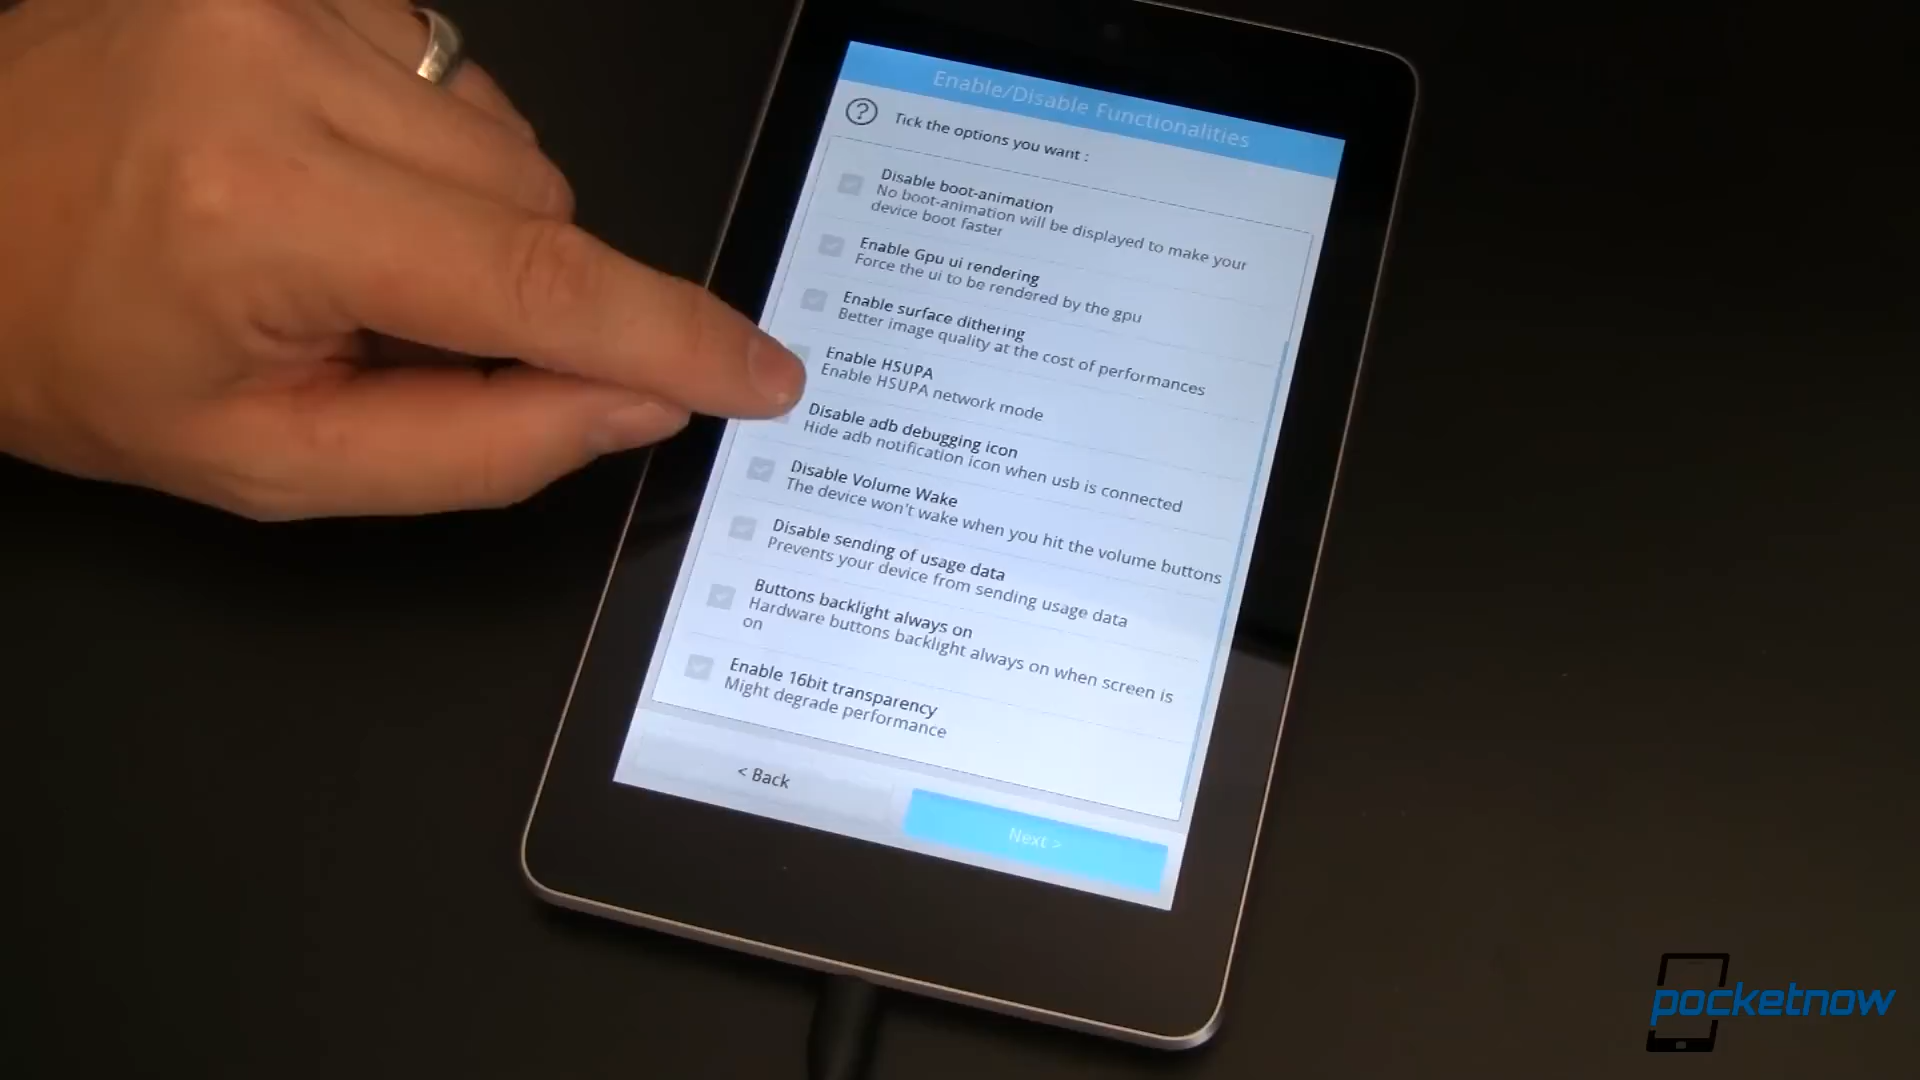 Enable/Disable Functionalities
Tick the options you want :
Disable boot-animation
No boot-animation will be displayed to make your
device boot faster
Enable Gpu ui rendering
Force the ui to be rendered by the gpu
Enable surface dithering
Better image quality at the cost of performances
Enable HSUPA
Enable HSUPA network mode
Disable adb debugging icon
Hide adb notification icon when usb is connected
Disable Volume Wake
The device won't wake when you hit the volume buttons
Disable sending of usage data
Prevents your device from sending usage data
Buttons backlight always on
Hardware buttons backlight always on when screen is
on
Enable 16bit transparency
Might degrade performance
< Back
Next >
pocketnow